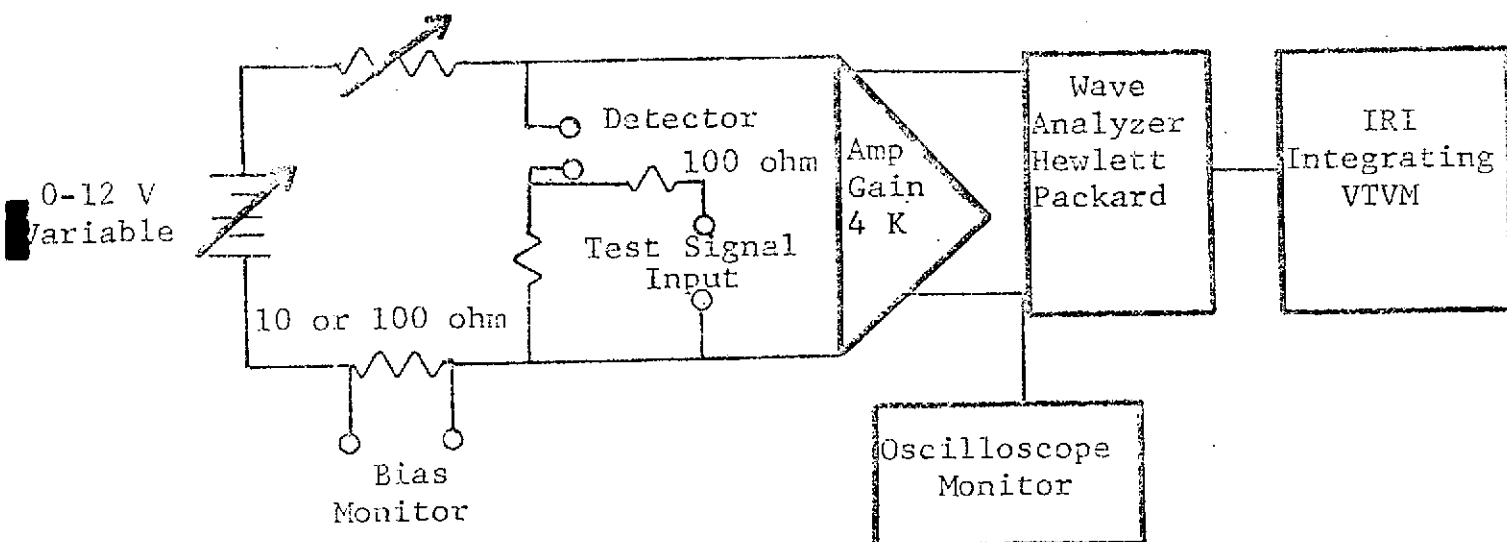 0-12 V
Variable
Detector
100 ohm
Test Signal
Input
10 or 100 ohm
Bias
Monitor
Amp
Gain
4 K
Wave
Analyzer
Hewlett
Packard
IRI
Integrating
VTVM
Oscilloscope
Monitor